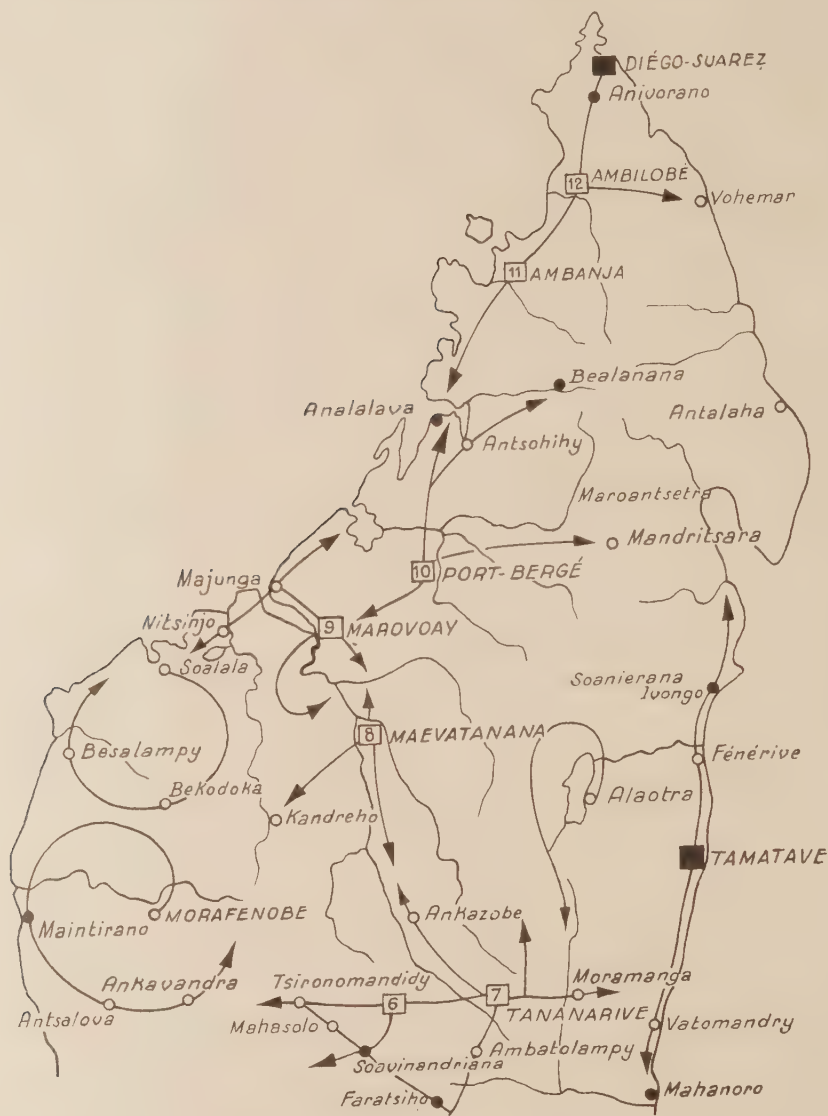 DIÉGO-SUAREZ
Anivorano
12
AMBILOBÉ
Vohemar
11
AMBANJA
Bealanana
Analalava
Antalaha
Antsohihy
Maroantsetra
Mandritsara
10
PORT-BERGÉ
Majunga
Nitsinjo
9
MAROVOAY
Soalala
Soanierana
Ivongo
8
MAEVATANANA
Besalampy
Fénérive
Bekodoka
Alaotra
Kandreho
TAMATAVE
MORAFENOBE
Ankazobe
Maintirano
Ankavandra
Tsironomandidy
Moramanga
6
7
Antsalova
TANANARIVE
Mahasolo
Vatomandry
Soavinandriana
Ambatolampy
Mahanoro
Faratsiho